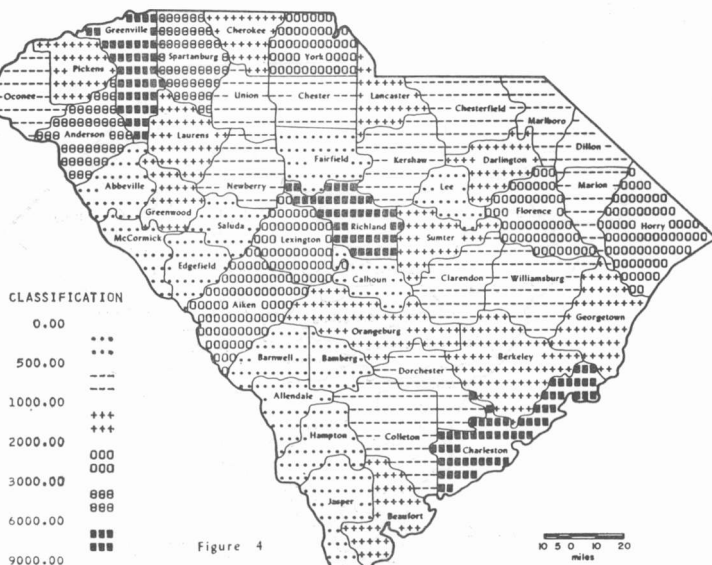 Greenville
Cherokee
Spartanburg
York
Pickens
Oconee
Union
Chester
Lancaster
Chesterfield
Marlboro
Anderson
Laurens
Dillon
Fairfield
Kershaw
Darlington
Abbeville
Newberry
Lee
Marion
Greenwood
Florence
Saluda
Richland
Horry
McCormick
Lexington
Sumter
Edgefield
Calhoun
Clarendon
Williamsburg
Aiken
Georgetown
Orangeburg
Barnwell
Bamberg
Berkeley
Dorchester
Allendale
Hampton
Colleton
Charleston
Jasper
Beaufort
CLASSIFICATION
0.00
500.00
1000.00
2000.00
3000.00
6000.00
9000.00
Figure 4
10 5 0 10 20
miles